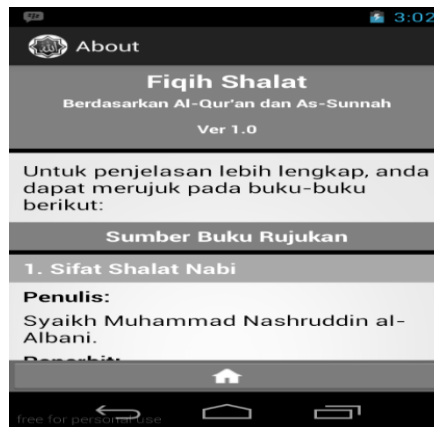 3:02
About
Fiqih Shalat
Berdasarkan Al-Qur'an dan As-Sunnah
Ver 1.0
Untuk penjelasan lebih lengkap, anda
dapat merujuk pada buku-buku
berikut:
Sumber Buku Rujukan
1. Sifat Shalat Nabi
Penulis:
Syaikh Muhammad Nashruddin al-
Albani.
Penerbit:
free for personal use